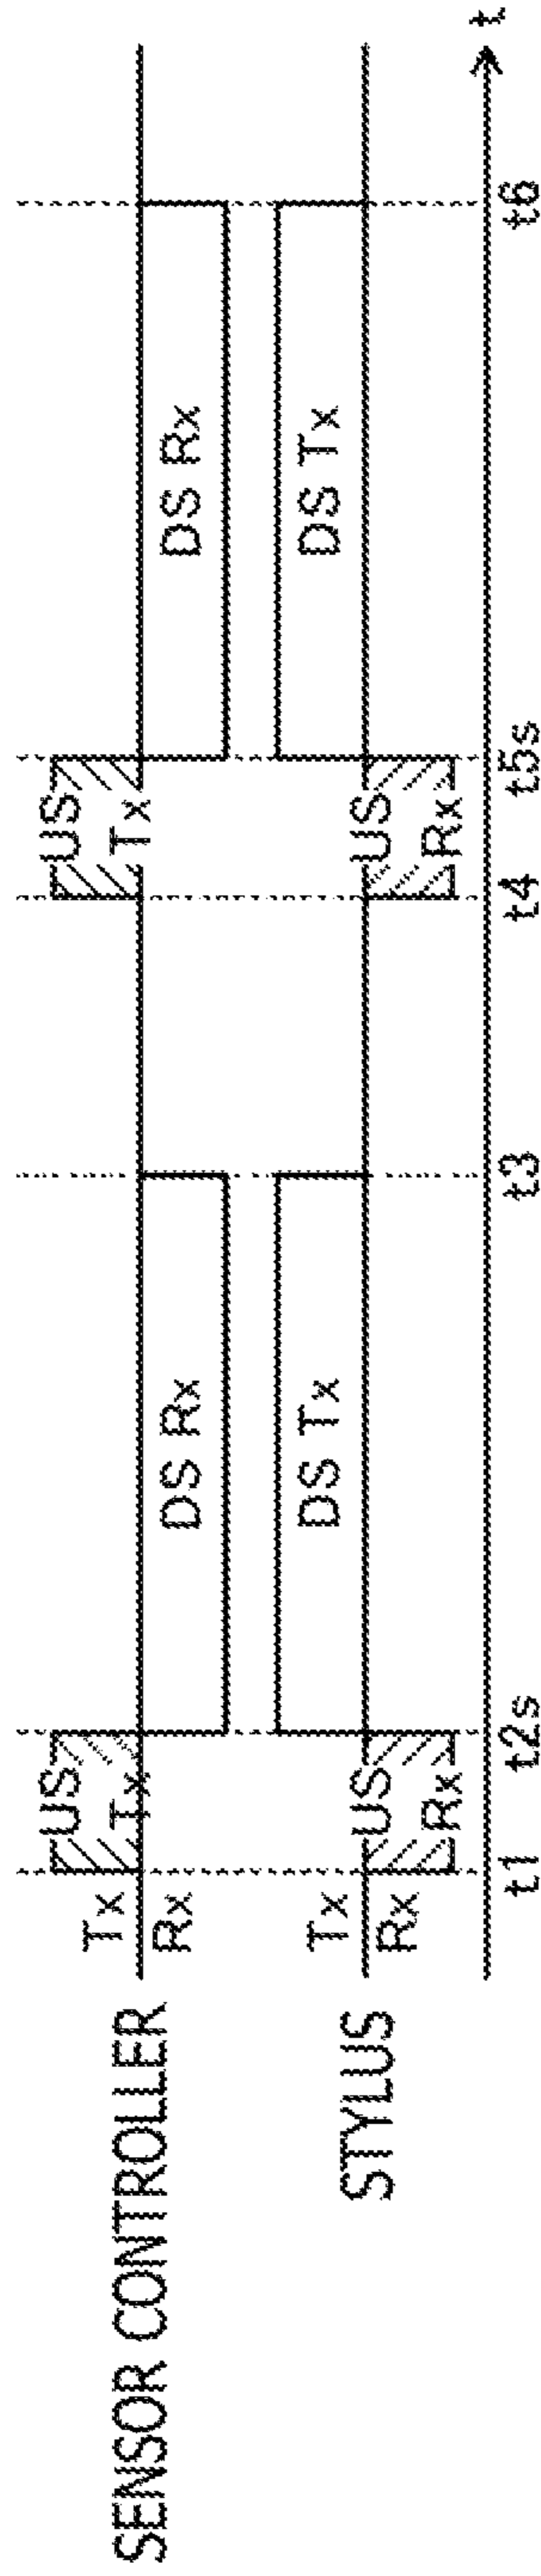 US US
Tx Tx
Tx
SENSOR CONTROLLER
Rx
DS Rx DS Rx
DS Tx DS Tx
Tx
STYLUS
Rx
US US
Rx Rx
t1 t2s t3 t4 t5s t6 t